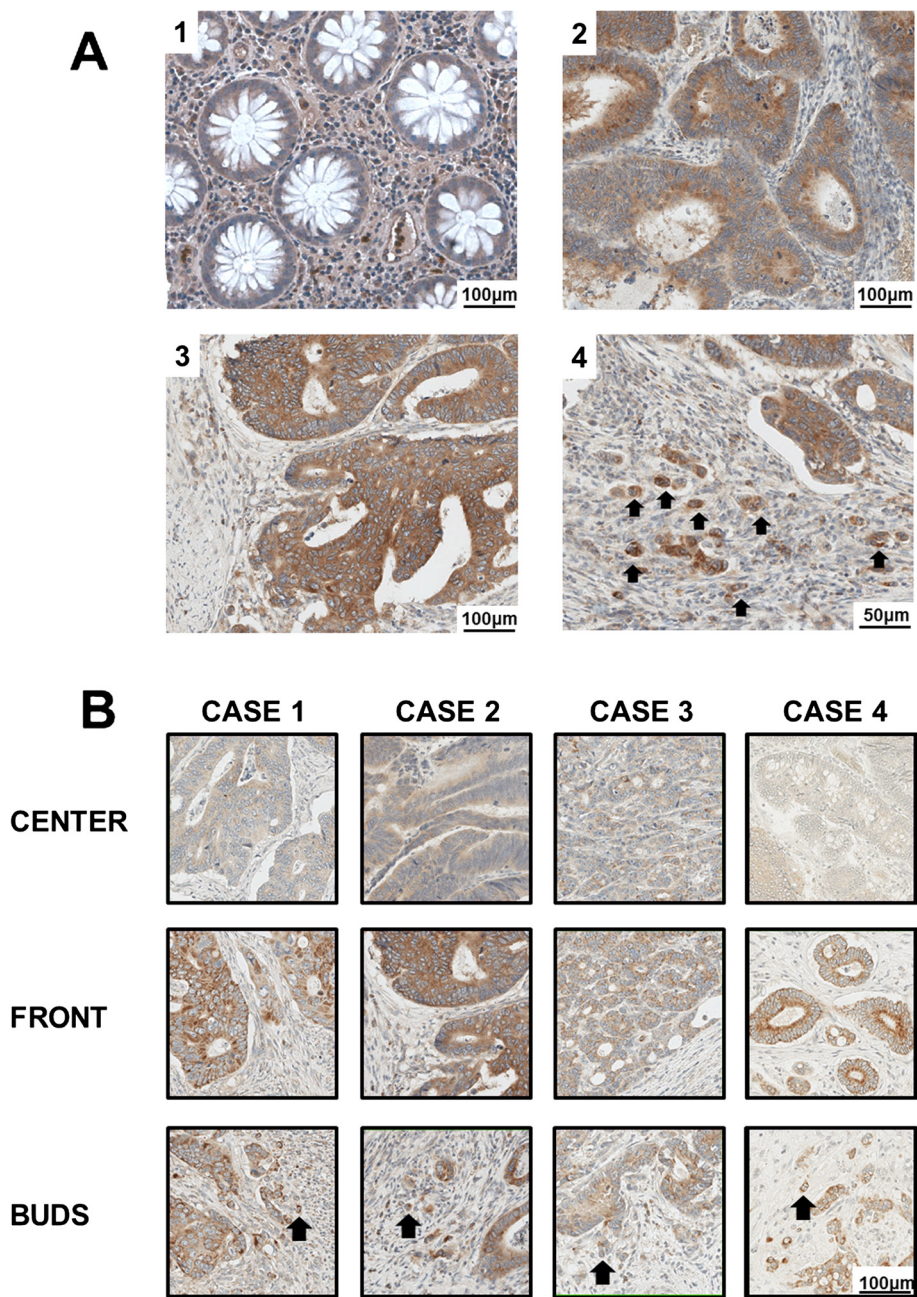 A
1
2
100µm
100µm
3
4
100µm
50µm
B
CASE 1
CASE 2
CASE 3
CASE 4
CENTER
FRONT
BUDS
100µm